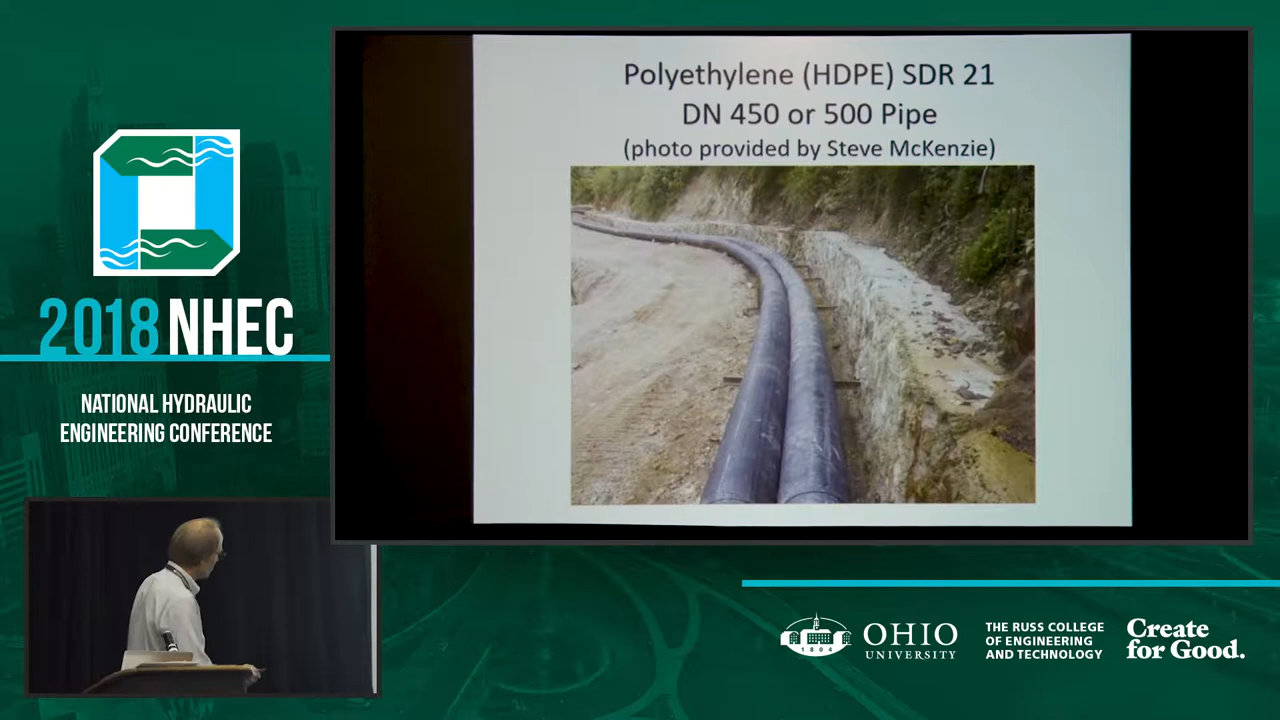 Polyethylene (HDPE) SDR 21
DN 450 or 500 Pipe
(photo provided by Steve McKenzie)
2018 NHEC
NATIONAL HYDRAULIC
ENGINEERING CONFERENCE
1804
OHIO
UNIVERSITY
THE RUSS COLLEGE
OF ENGINEERING
AND TECHNOLOGY
Create
for Good.